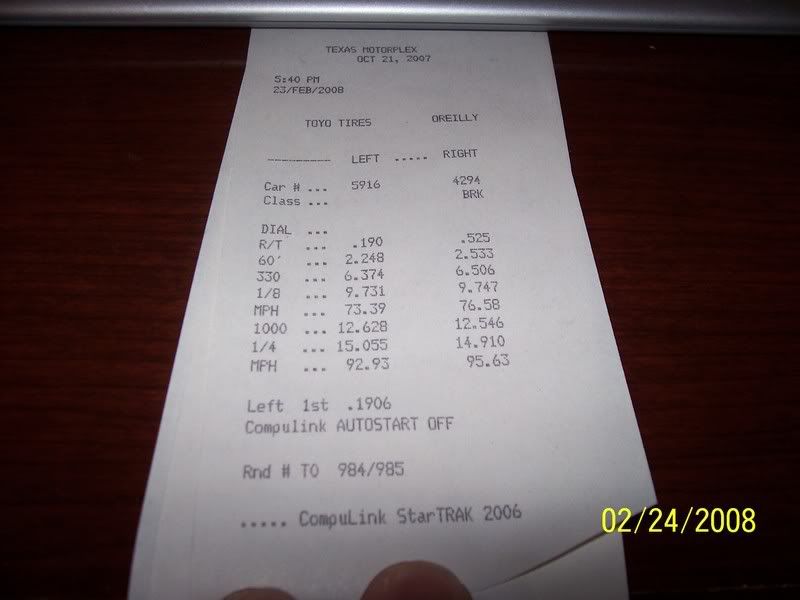 TEXAS MOTORPLEX
OCT 21, 2007
5:40 PM
23/FEB/2008
TOYO TIRES OREILLY
--------- LEFT ..... RIGHT
Car # ... 5916 4294
Class ... BRK
DIAL ...
R/T ... .190 .525
60' ... 2.248 2.533
330 ... 6.374 6.506
1/8 ... 9.731 9.747
MPH ... 73.39 76.58
1000 ... 12.628 12.546
1/4 ... 15.055 14.910
MPH ... 92.93 95.63
Left 1st .1906
Compulink AUTOSTART OFF
Rnd # TO 984/985
..... CompuLink StarTRAK 2006
02/24/2008